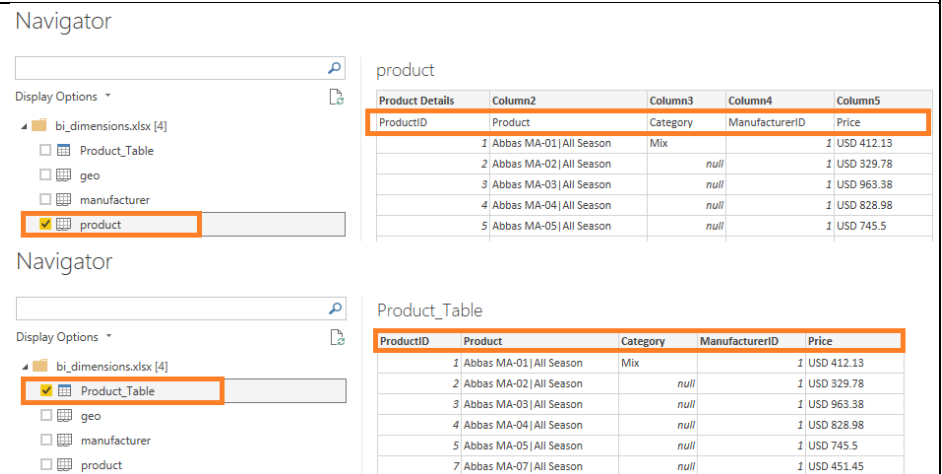 Navigator
Display Options
bi_dimensions.xlsx [4]
Product_Table
geo
manufacturer
product
product
Product Details Column2 Column3 Column4 Column5
ProductID Product Category ManufacturerID Price
1 Abbas MA-01|All Season Mix 1 USD 412.13
2 Abbas MA-02|All Season null 1 USD 329.78
3 Abbas MA-03|All Season null 1 USD 963.38
4 Abbas MA-04|All Season null 1 USD 828.98
5 Abbas MA-05|All Season null 1 USD 745.5
Navigator
Display Options
bi_dimensions.xlsx [4]
Product_Table
geo
manufacturer
product
Product_Table
ProductID Product Category ManufacturerID Price
1 Abbas MA-01|All Season Mix 1 USD 412.13
2 Abbas MA-02|All Season null 1 USD 329.78
3 Abbas MA-03|All Season null 1 USD 963.38
4 Abbas MA-04|All Season null 1 USD 828.98
5 Abbas MA-05|All Season null 1 USD 745.5
7 Abbas MA-07|All Season null 1 USD 451.45